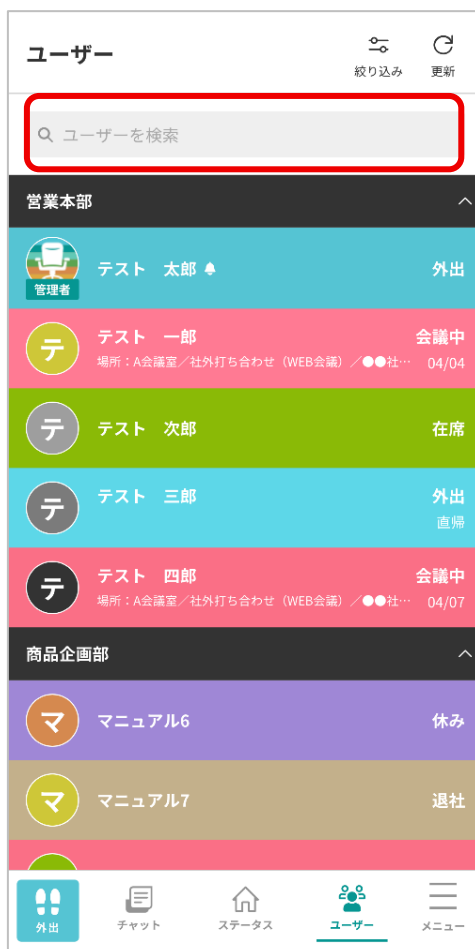 ユーザー
絞り込み
更新
ユーザーを検索
営業本部
管理者
テスト　太郎
外出
テ
テスト　一郎
会議中
場所：A会議室／社外打ち合わせ（WEB会議）／●●社…
04/04
テ
テスト　次郎
在席
テ
テスト　三郎
外出
直帰
テ
テスト　四郎
会議中
場所：A会議室／社外打ち合わせ（WEB会議）／●●社…
04/07
商品企画部
マ
マニュアル6
休み
マ
マニュアル7
退社
外出
チャット
ステータス
ユーザー
メニュー